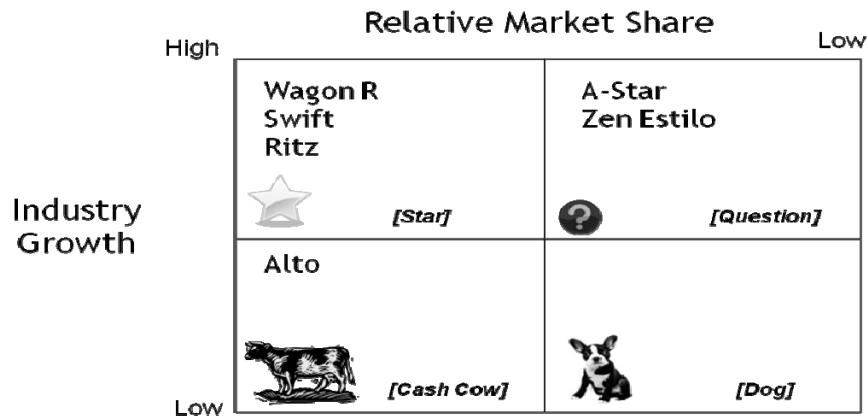 Relative Market Share
High
Low
Wagon R
Swift
Ritz
[Star]
A-Star
Zen Estilo
?
[Question]
Industry
Growth
Alto
[Cash Cow]
[Dog]
Low